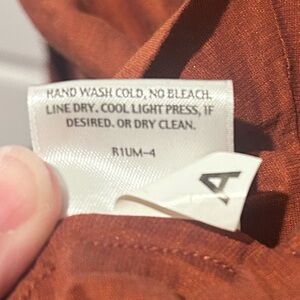 HAND WASH COLD, NO BLEACH.
LINE DRY. COOL LIGHT PRESS, IF
DESIRED. OR DRY CLEAN.
R1UM-4
A